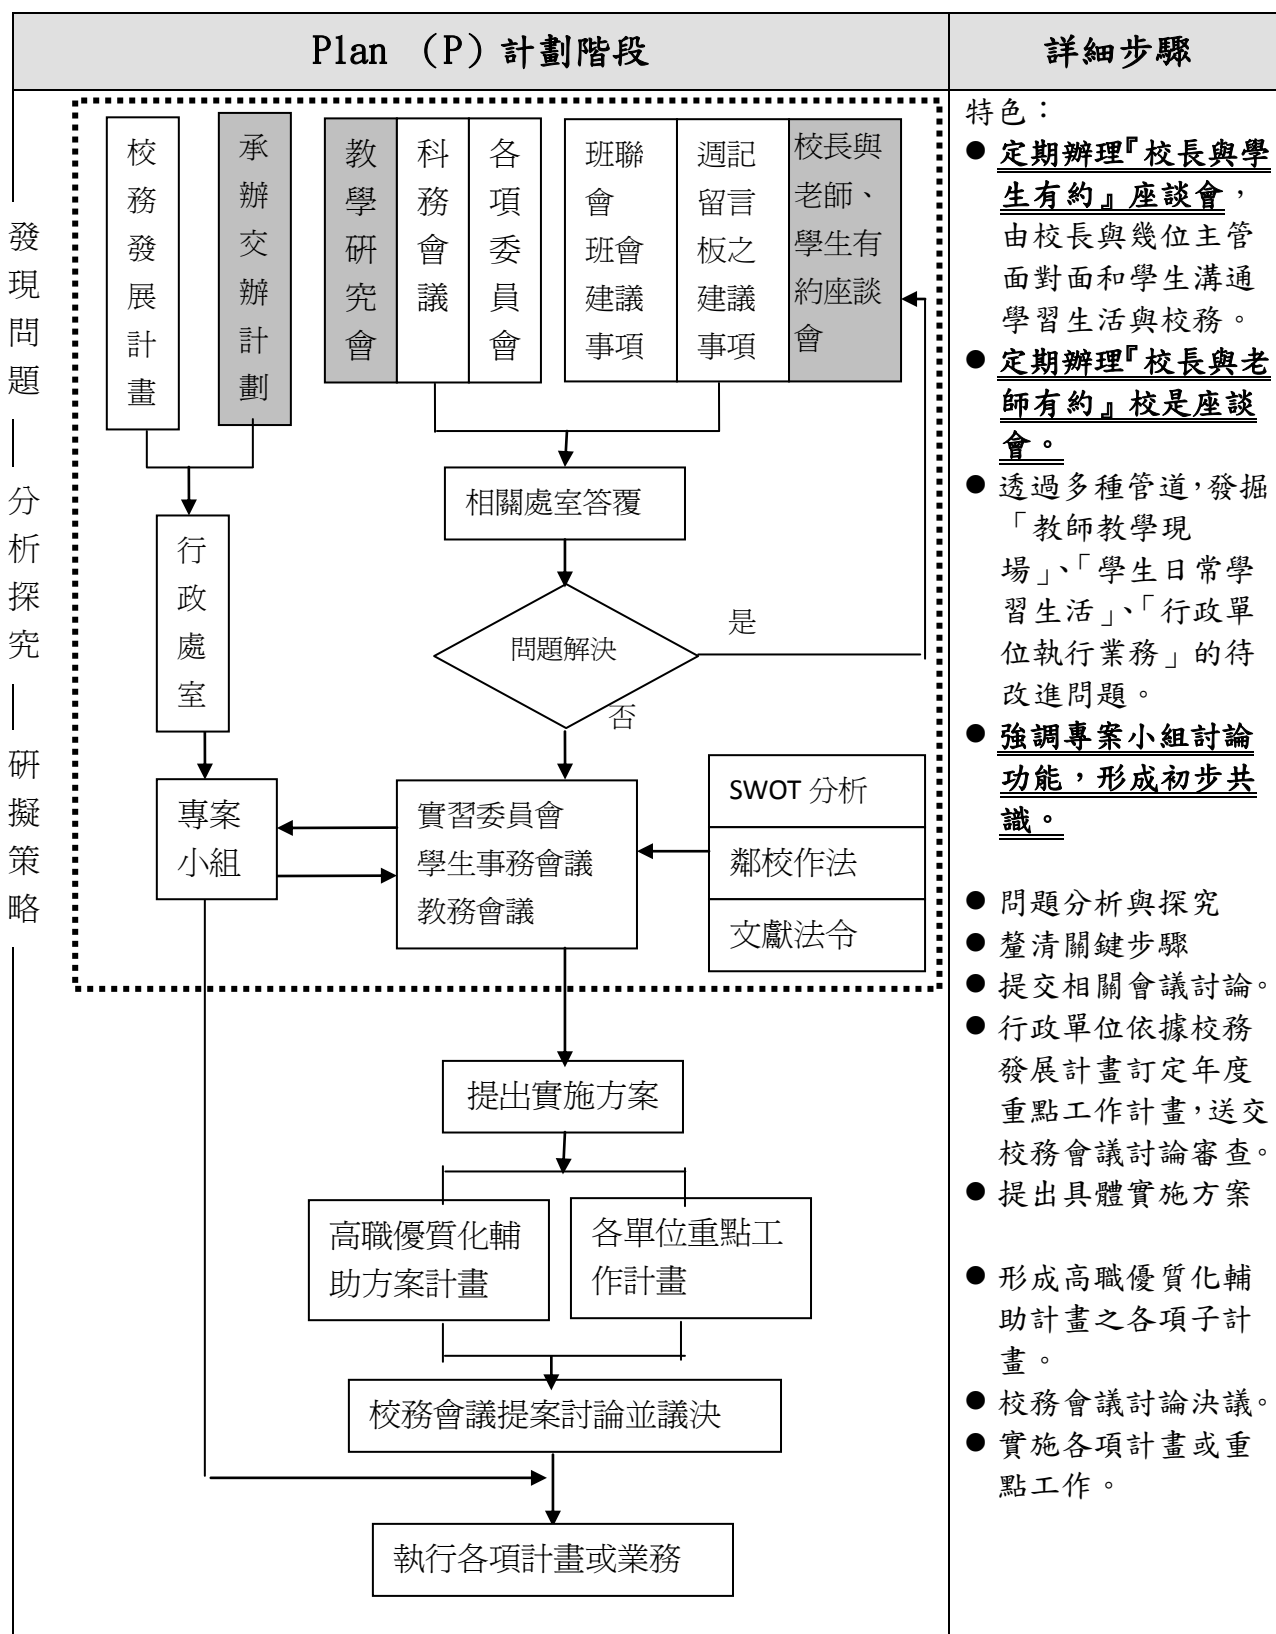 Plan （P）計劃階段
詳細步驟
發現問題
分析探究
研擬策略
校務發展計畫
承辦交辦計劃
教學研究會
科務會議
各項委員會
班聯
會
班會
建議
事項
週記
留言
板之
建議
事項
校長與
老師、
學生有
約座談
會
相關處室答覆
行政處室
問題解決
是
否
專案
小組
實習委員會
學生事務會議
教務會議
SWOT 分析
鄰校作法
文獻法令
提出實施方案
高職優質化輔
助方案計畫
各單位重點工
作計畫
校務會議提案討論並議決
執行各項計畫或業務
特色：
● 定期辦理『校長與學
生有約』座談會，
由校長與幾位主管
面對面和學生溝通
學習生活與校務。
● 定期辦理『校長與老
師有約』校是座談
會。
● 透過多種管道，發掘
「教師教學現
場」、「學生日常學
習生活」、「行政單
位執行業務」的待
改進問題。
● 強調專案小組討論
功能，形成初步共
識。
● 問題分析與探究
● 釐清關鍵步驟
● 提交相關會議討論。
● 行政單位依據校務
發展計畫訂定年度
重點工作計畫，送交
校務會議討論審查。
● 提出具體實施方案
● 形成高職優質化輔
助計畫之各項子計
畫。
● 校務會議討論決議。
● 實施各項計畫或重
點工作。